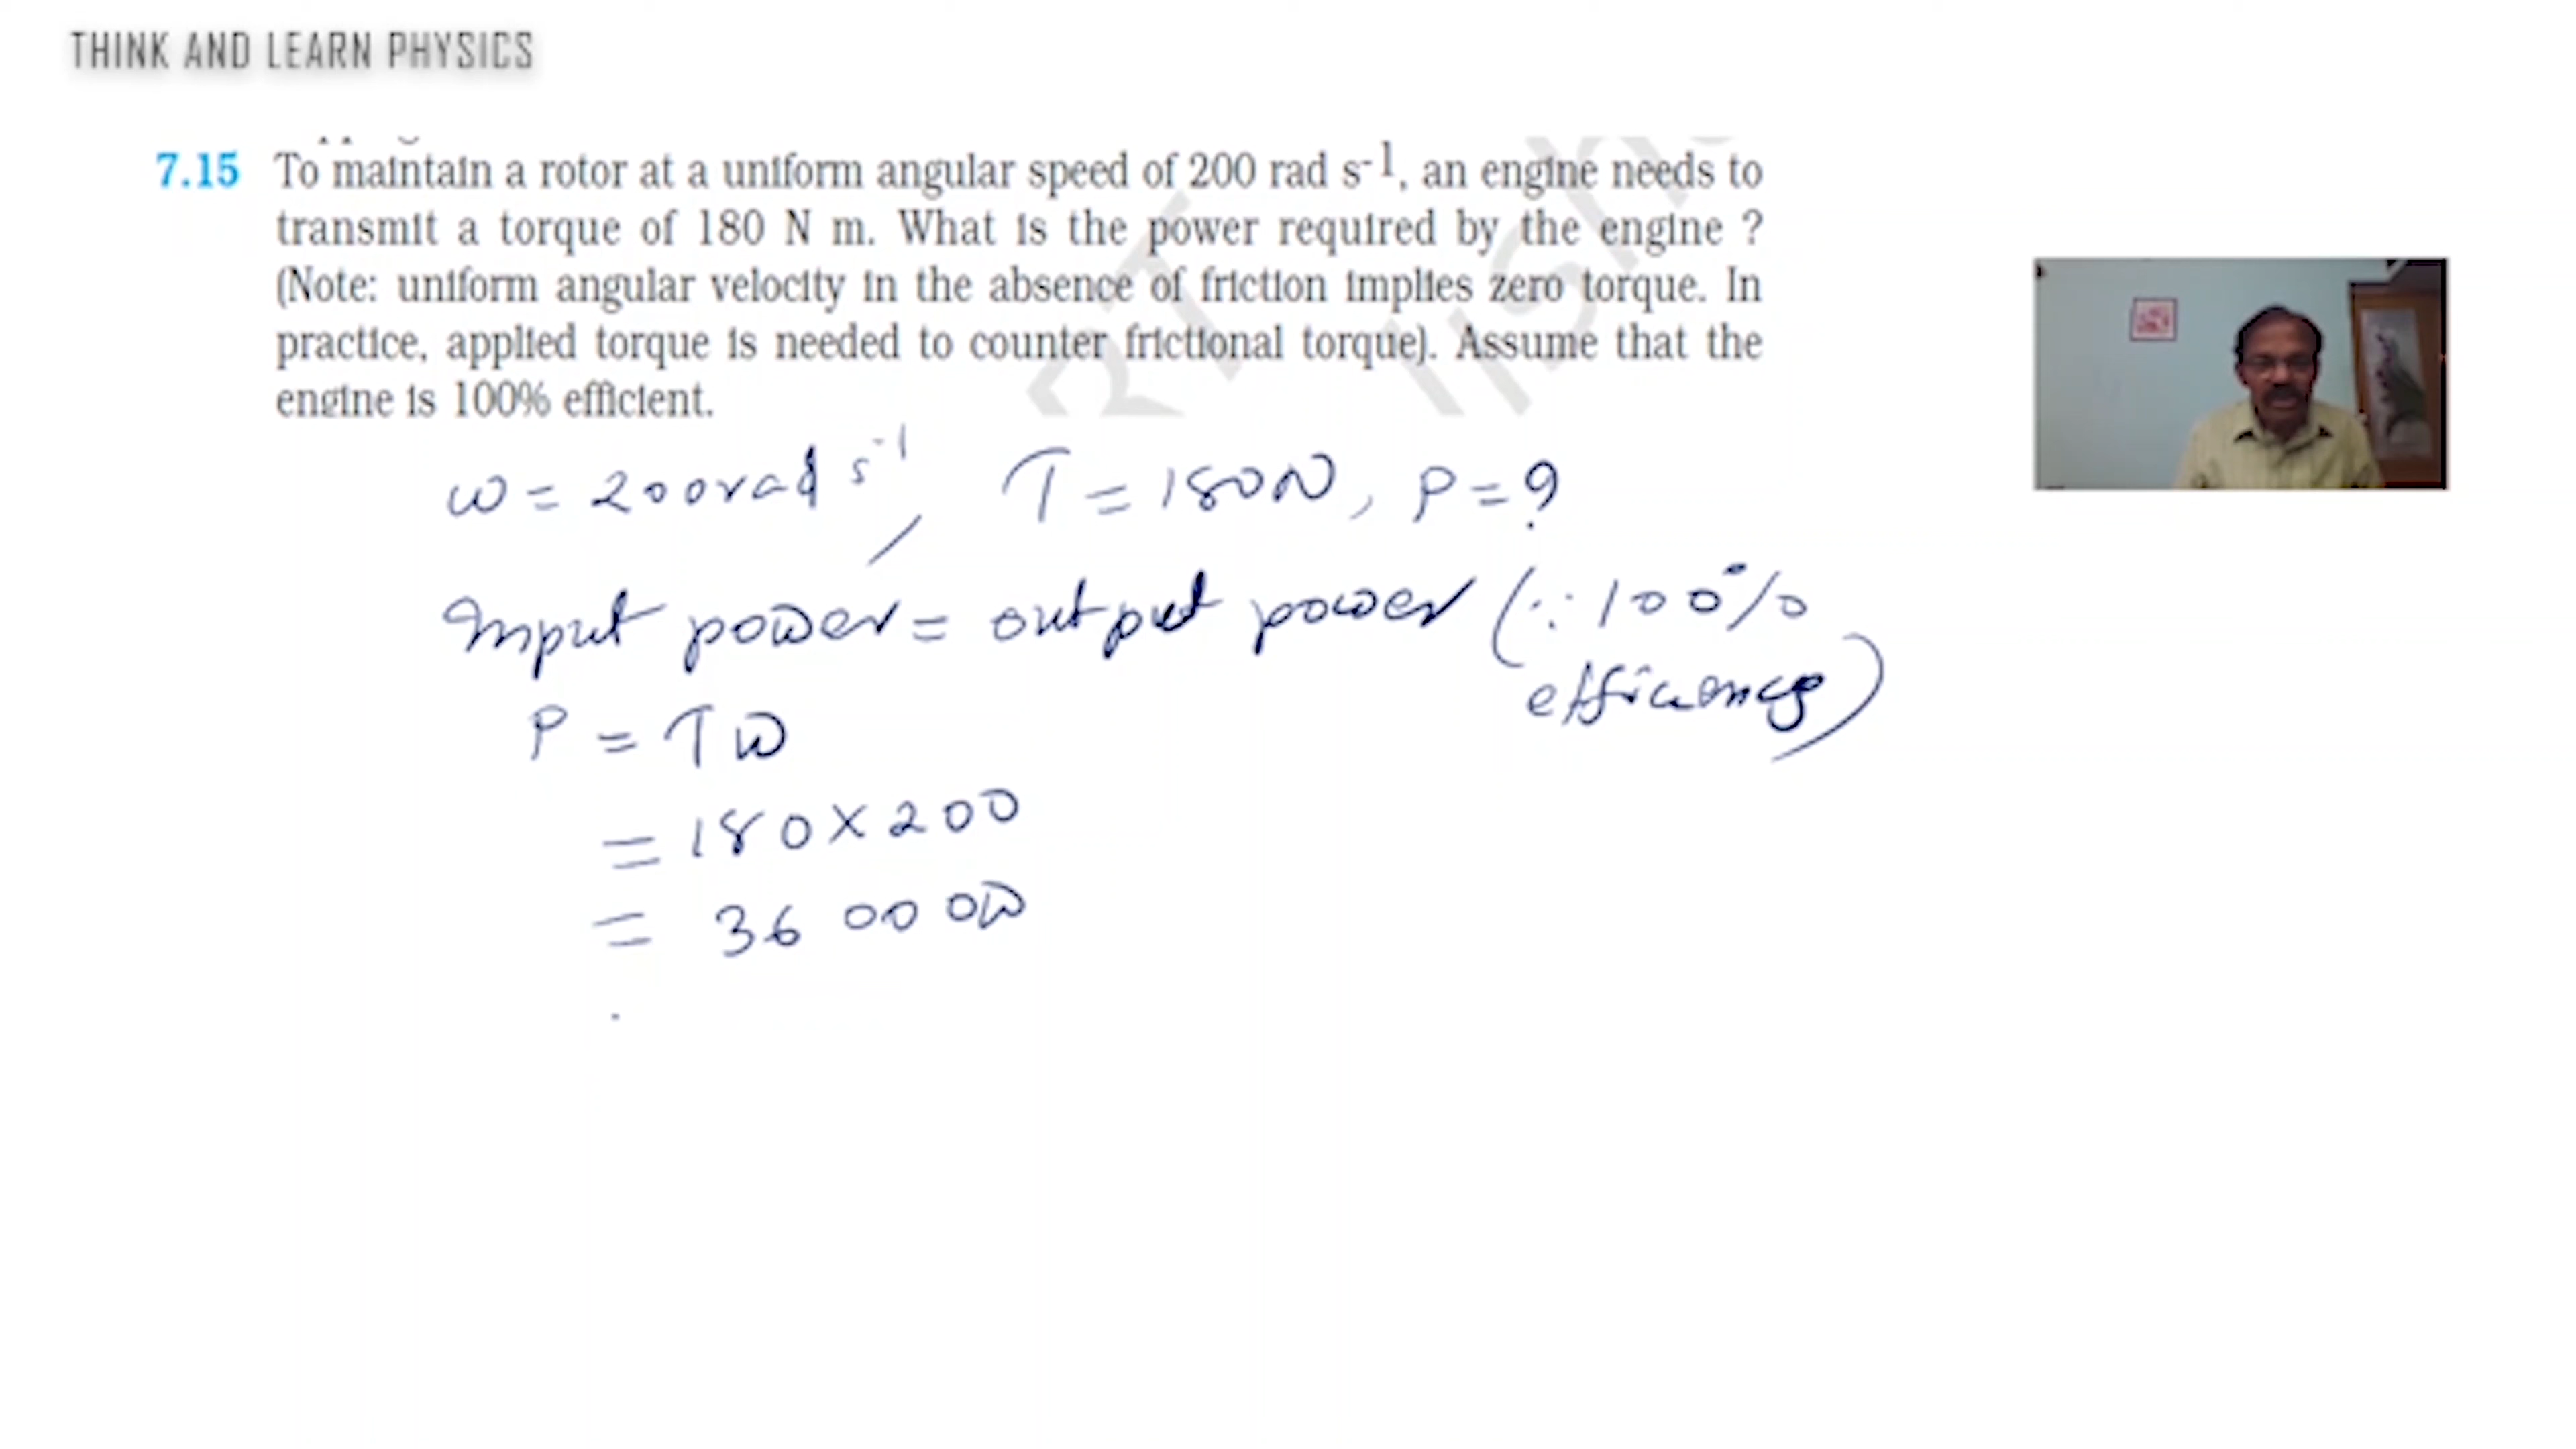 THINK AND LEARN PHYSICS
7.15 To maintain a rotor at a uniform angular speed of 200 rad s-1, an engine needs to
transmit a torque of 180 N m. What is the power required by the engine ?
(Note: uniform angular velocity in the absence of friction implies zero torque. In
practice, applied torque is needed to counter frictional torque). Assume that the
engine is 100% efficient.
ω = 200 rad s-1, τ = 180N, P = ?
Input power = output power (∵ 100%
efficiency)
P = τω
= 180 × 200
= 36000W